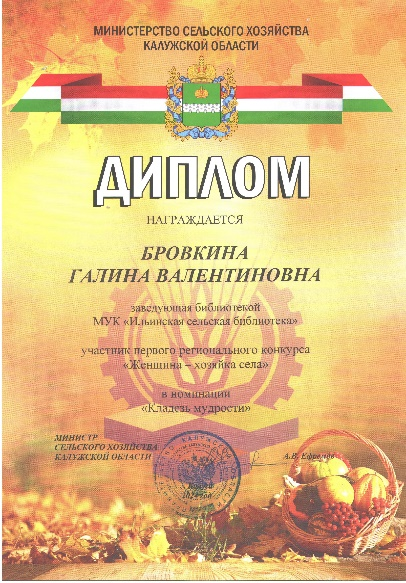 МИНИСТЕРСТВО СЕЛЬСКОГО ХОЗЯЙСТВА
КАЛУЖСКОЙ ОБЛАСТИ
ДИПЛОМ
НАГРАЖДАЕТСЯ
БРОВКИНА
ГАЛИНА ВАЛЕНТИНОВНА
заведующая библиотекой
МУК «Ильинская сельская библиотека»
участник первого регионального конкурса
«Женщина – хозяйка села»
в номинации
«Кладезь мудрости»
МИНИСТР
СЕЛЬСКОГО ХОЗЯЙСТВА
КАЛУЖСКОЙ ОБЛАСТИ
А.В. Ефремов